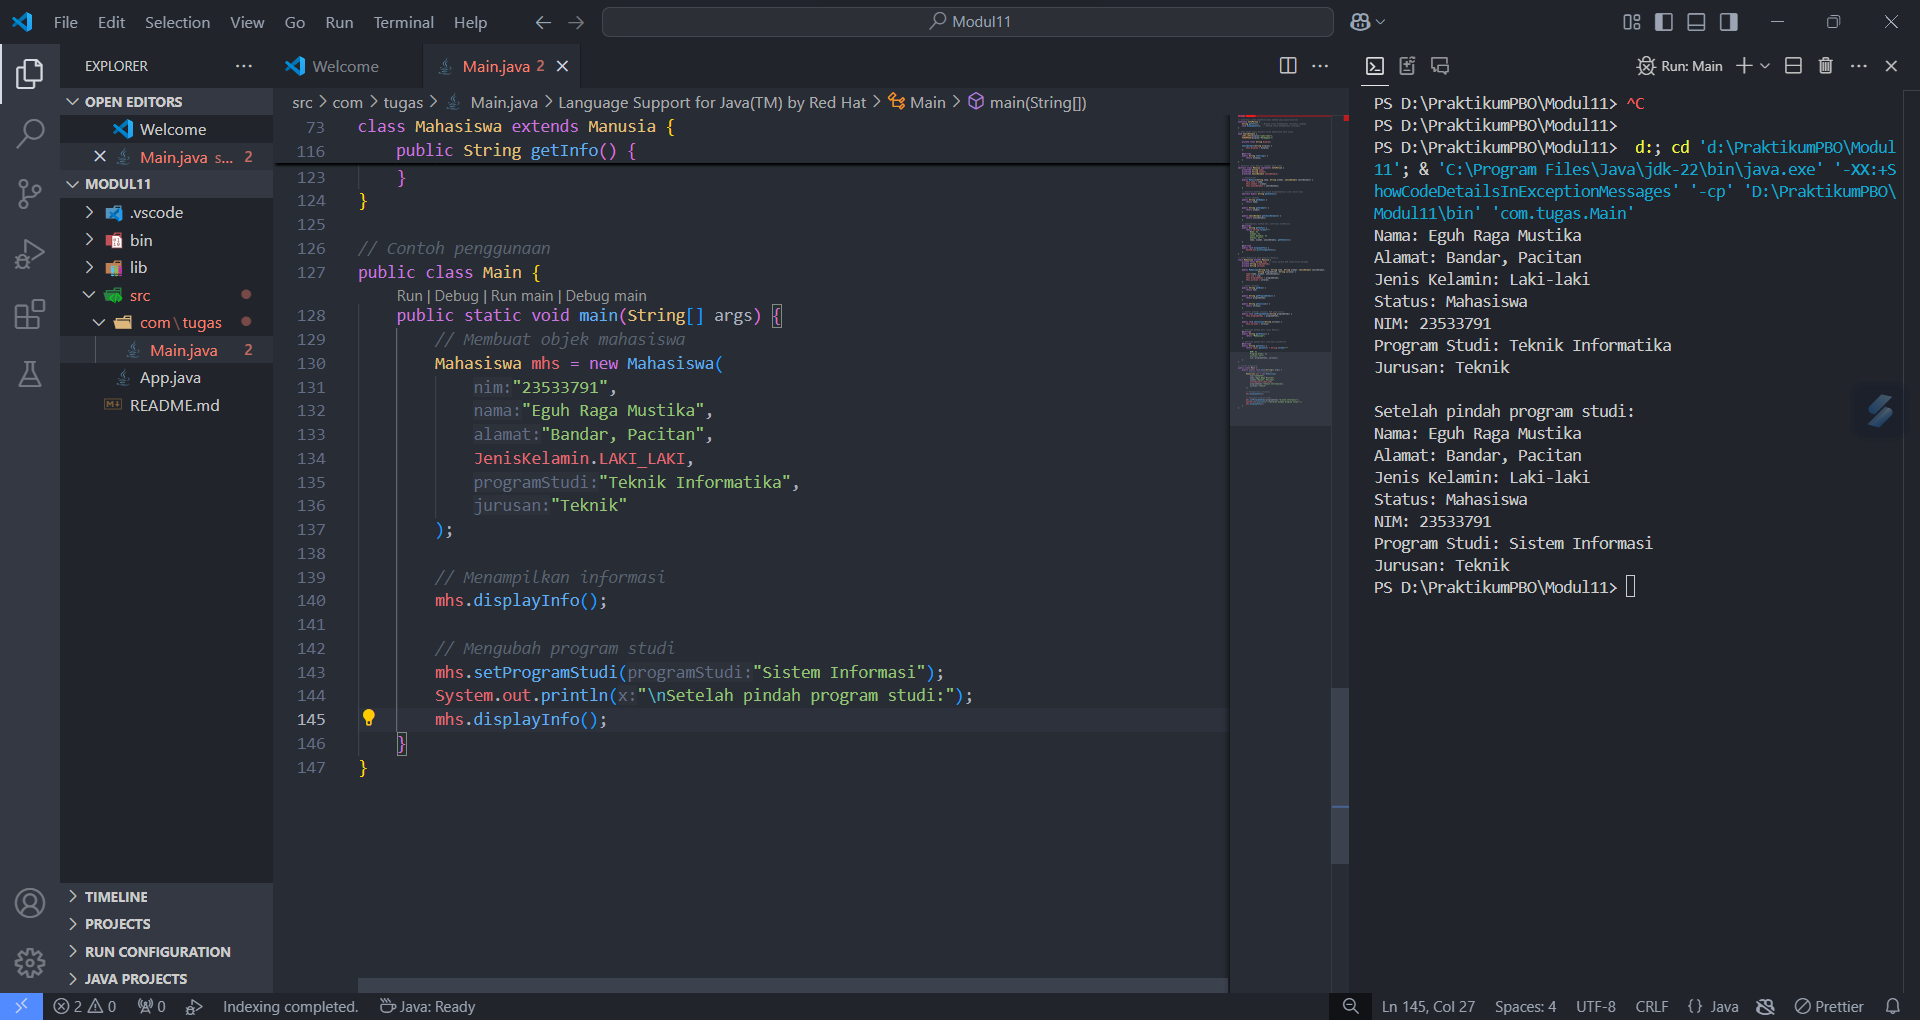 File Edit Selection View Go Run Terminal Help
Modul11
EXPLORER
OPEN EDITORS
Welcome
Main.java s... 2
MODUL11
.vscode
bin
lib
src
com\tugas
Main.java 2
App.java
README.md
TIMELINE
PROJECTS
RUN CONFIGURATION
JAVA PROJECTS
Welcome
Main.java 2
src > com > tugas > Main.java > Language Support for Java(TM) by Red Hat > Main > main(String[])
73 class Mahasiswa extends Manusia {
116 public String getInfo() {
123 }
124 }
125
126 // Contoh penggunaan
127 public class Main {
Run | Debug | Run main | Debug main
128 public static void main(String[] args) {
129 // Membuat objek mahasiswa
130 Mahasiswa mhs = new Mahasiswa(
131 nim:"23533791",
132 nama:"Eguh Raga Mustika",
133 alamat:"Bandar, Pacitan",
134 JenisKelamin.LAKI_LAKI,
135 programStudi:"Teknik Informatika",
136 jurusan:"Teknik"
137 );
138
139 // Menampilkan informasi
140 mhs.displayInfo();
141
142 // Mengubah program studi
143 mhs.setProgramStudi(programStudi:"Sistem Informasi");
144 System.out.println(x:"\nSetelah pindah program studi:");
145 mhs.displayInfo();
146 }
147 }
Run: Main
PS D:\PraktikumPBO\Modul11> ^C
PS D:\PraktikumPBO\Modul11>
PS D:\PraktikumPBO\Modul11>  d:; cd 'd:\PraktikumPBO\Modul
11'; & 'C:\Program Files\Java\jdk-22\bin\java.exe' '-XX:+S
howCodeDetailsInExceptionMessages' '-cp' 'D:\PraktikumPBO\
Modul11\bin' 'com.tugas.Main'
Nama: Eguh Raga Mustika
Alamat: Bandar, Pacitan
Jenis Kelamin: Laki-laki
Status: Mahasiswa
NIM: 23533791
Program Studi: Teknik Informatika
Jurusan: Teknik
Setelah pindah program studi:
Nama: Eguh Raga Mustika
Alamat: Bandar, Pacitan
Jenis Kelamin: Laki-laki
Status: Mahasiswa
NIM: 23533791
Program Studi: Sistem Informasi
Jurusan: Teknik
PS D:\PraktikumPBO\Modul11>
2 0 0 Indexing completed. Java: Ready Ln 145, Col 27 Spaces: 4 UTF-8 CRLF {} Java Prettier